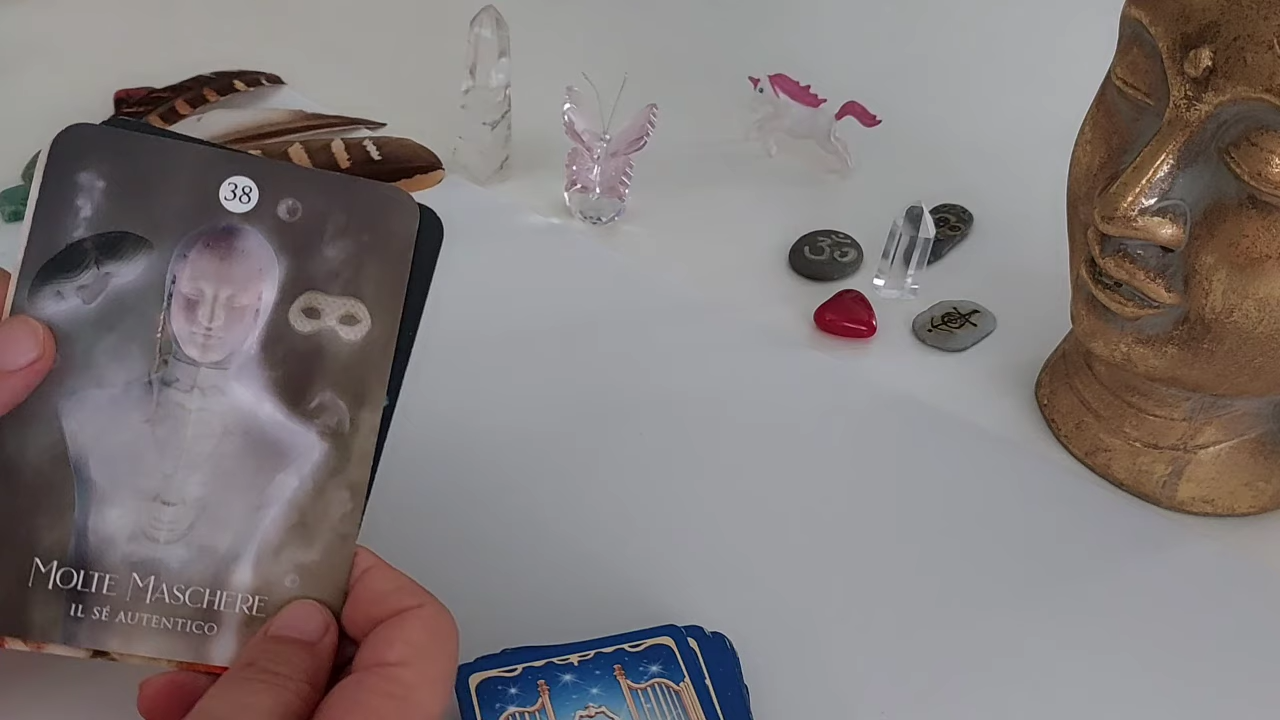 38
MOLTE MASCHERE
IL SÉ AUTENTICO
ॐ